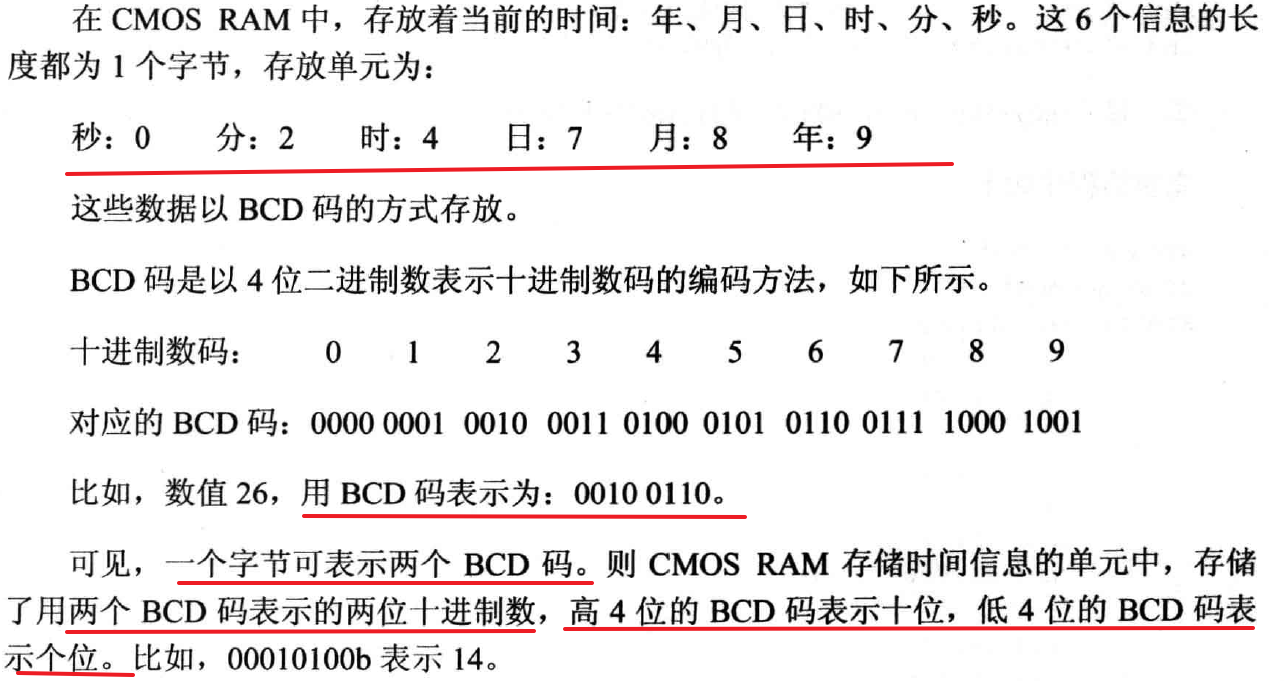 在 CMOS RAM 中，存放着当前的时间：年、月、日、时、分、秒。这 6 个信息的长
度都为 1 个字节，存放单元为：
秒：0 分：2 时：4 日：7 月：8 年：9
这些数据以 BCD 码的方式存放。
BCD 码是以 4 位二进制数表示十进制数码的编码方法，如下所示。
十进制数码： 0 1 2 3 4 5 6 7 8 9
对应的 BCD 码：0000 0001 0010 0011 0100 0101 0110 0111 1000 1001
比如，数值 26，用 BCD 码表示为：0010 0110。
可见，一个字节可表示两个 BCD 码。则 CMOS RAM 存储时间信息的单元中，存储
了用两个 BCD 码表示的两位十进制数，高 4 位的 BCD 码表示十位，低 4 位的 BCD 码表
示个位。比如，00010100b 表示 14。